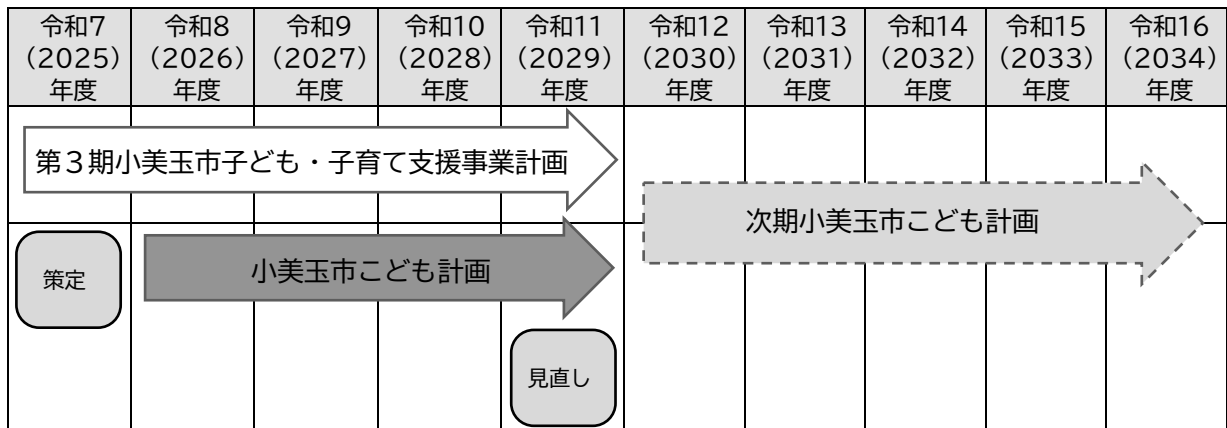 令和7
(2025)
年度
令和8
(2026)
年度
令和9
(2027)
年度
令和10
(2028)
年度
令和11
(2029)
年度
令和12
(2030)
年度
令和13
(2031)
年度
令和14
(2032)
年度
令和15
(2033)
年度
令和16
(2034)
年度
第3期小美玉市子ども・子育て支援事業計画
次期小美玉市こども計画
策定
小美玉市こども計画
見直し